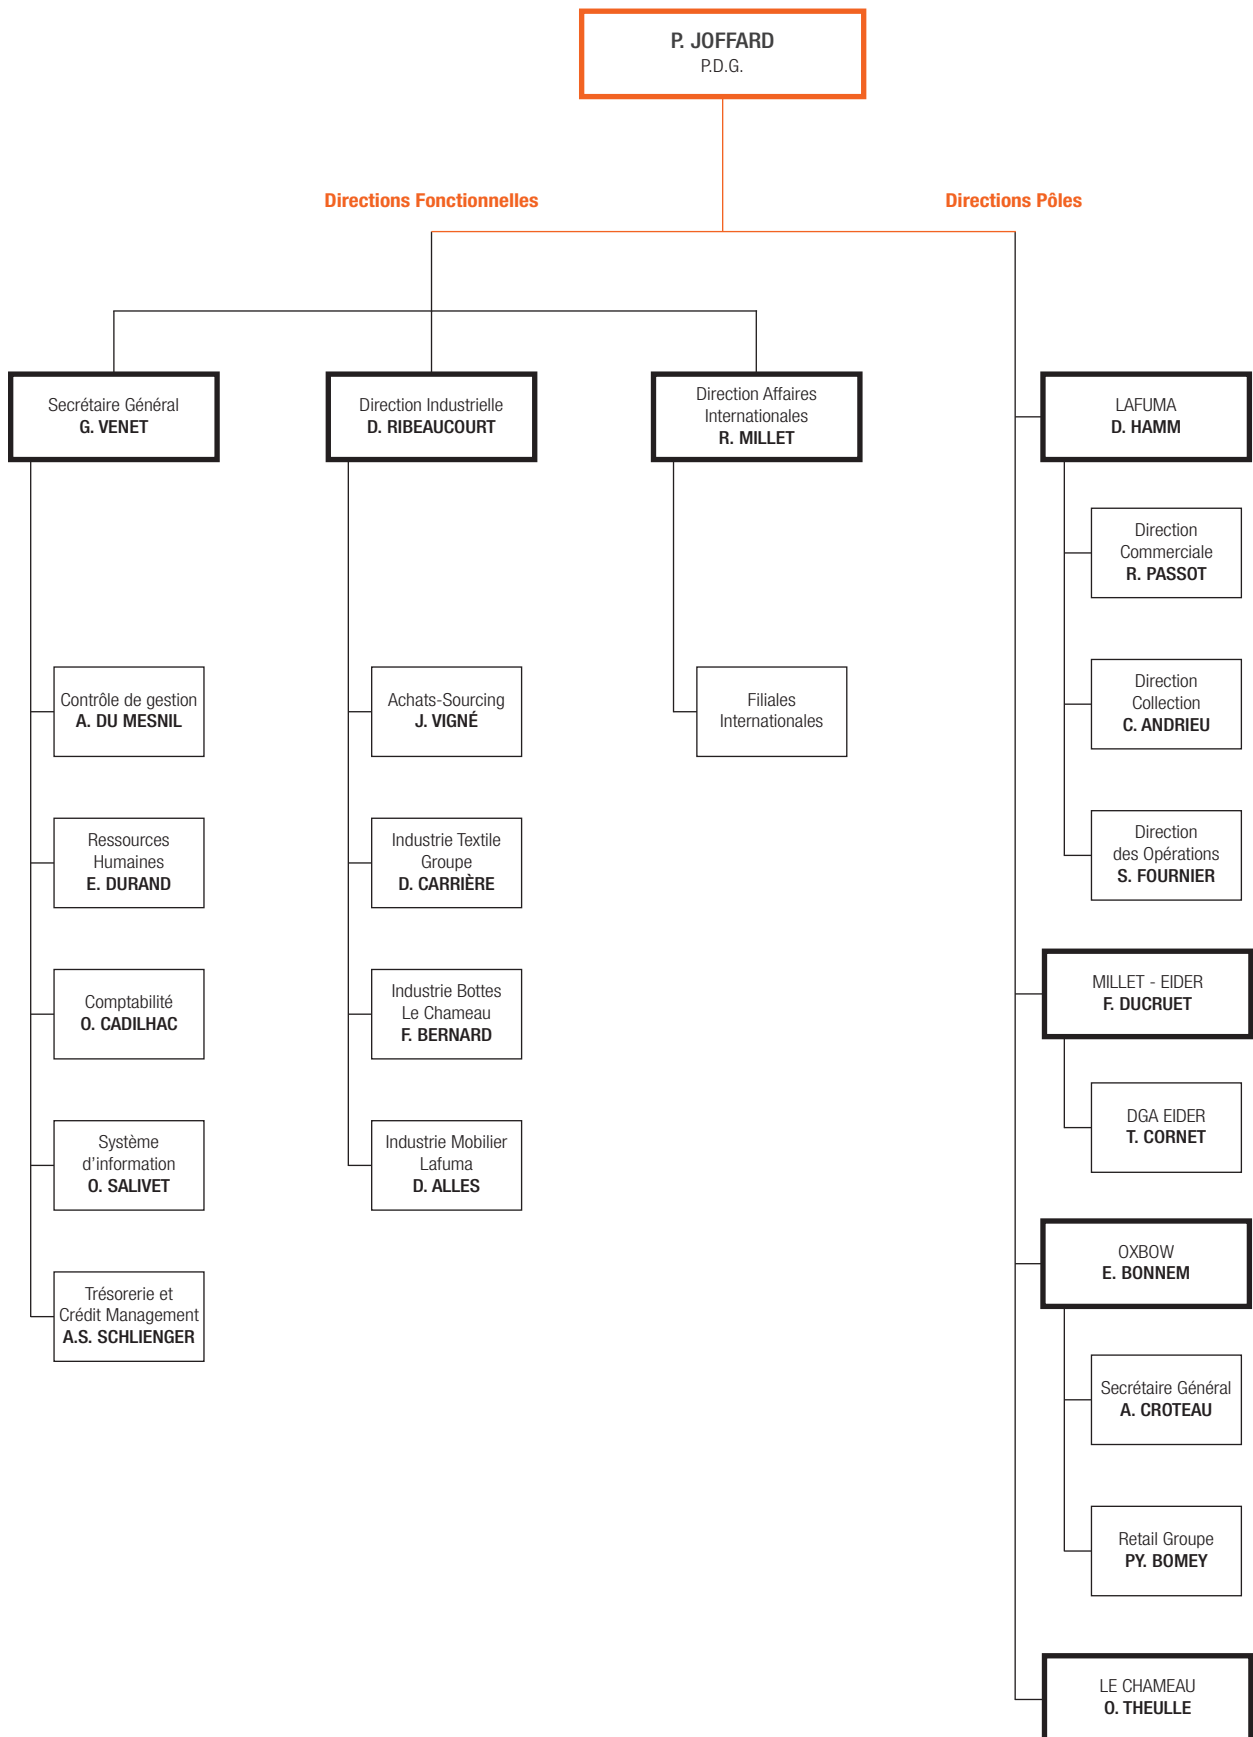 P. JOFFARD
P.D.G.
Directions Fonctionnelles
Directions Pôles
Secrétaire Général
G. VENET
Contrôle de gestion
A. DU MESNIL
Ressources
Humaines
E. DURAND
Comptabilité
O. CADILHAC
Système
d'information
O. SALIVET
Trésorerie et
Crédit Management
A.S. SCHLIENGER
Direction Industrielle
D. RIBEAUCOURT
Achats-Sourcing
J. VIGNÉ
Industrie Textile
Groupe
D. CARRIÈRE
Industrie Bottes
Le Chameau
F. BERNARD
Industrie Mobilier
Lafuma
D. ALLES
Direction Affaires
Internationales
R. MILLET
Filiales
Internationales
LAFUMA
D. HAMM
Direction
Commerciale
R. PASSOT
Direction
Collection
C. ANDRIEU
Direction
des Opérations
S. FOURNIER
MILLET - EIDER
F. DUCRUET
DGA EIDER
T. CORNET
OXBOW
E. BONNEM
Secrétaire Général
A. CROTEAU
Retail Groupe
PY. BOMEY
LE CHAMEAU
O. THEULLE